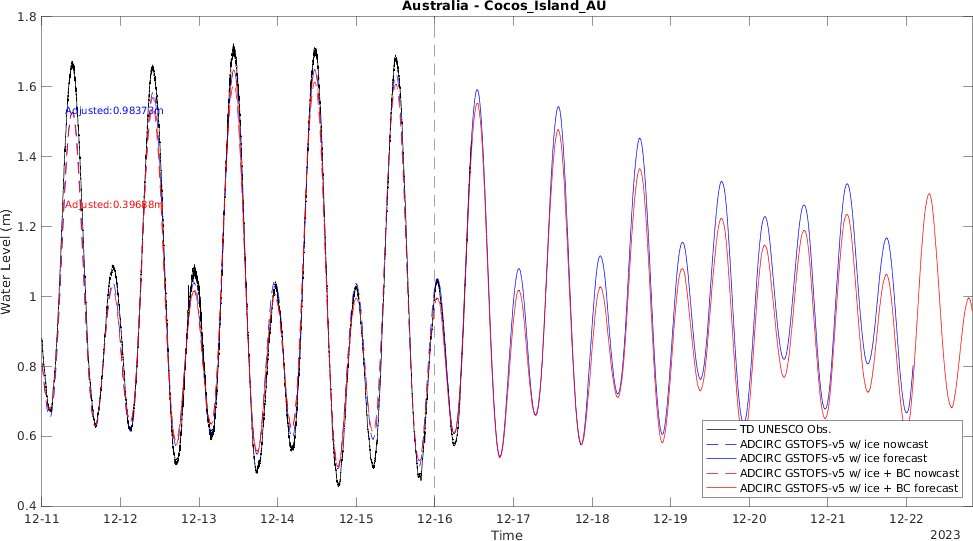 Australia - Cocos_Island_AU
1.8
1.6
1.4
1.2
1
0.8
0.6
0.4
Water Level (m)
Adjusted:0.98373m
Adjusted:0.39688m
TD UNESCO Obs.
ADCIRC GSTOFS-v5 w/ ice nowcast
ADCIRC GSTOFS-v5 w/ ice forecast
ADCIRC GSTOFS-v5 w/ ice + BC nowcast
ADCIRC GSTOFS-v5 w/ ice + BC forecast
12-11 12-12 12-13 12-14 12-15 12-16 12-17 12-18 12-19 12-20 12-21 12-22
Time
2023